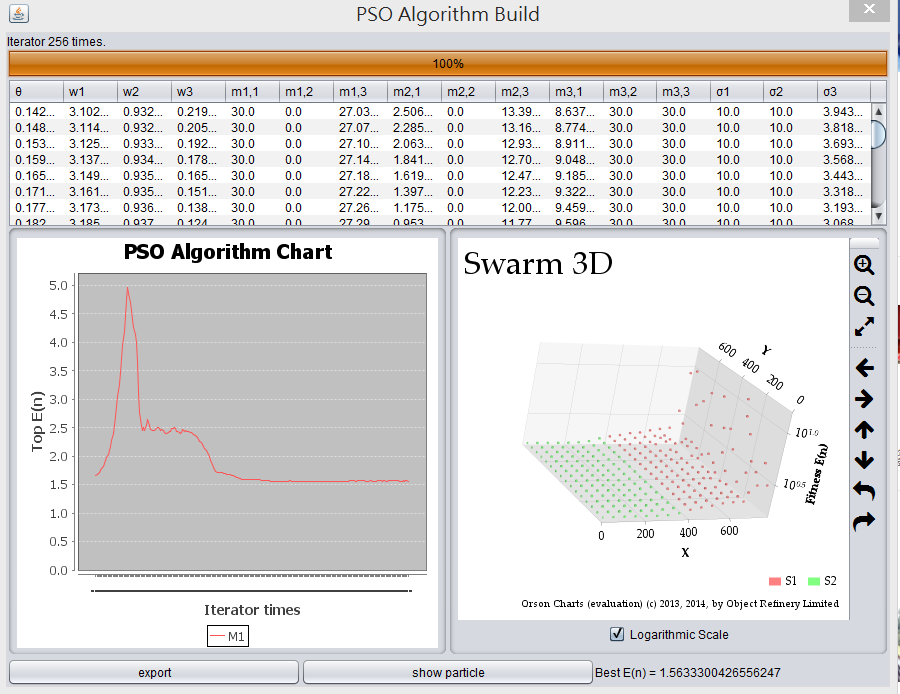 PSO Algorithm Build
Iterator 256 times.
100%
θ w1 w2 w3 m1,1 m1,2 m1,3 m2,1 m2,2 m2,3 m3,1 m3,2 m3,3 σ1 σ2 σ3
0.142... 3.102... 0.932... 0.219... 30.0 0.0 27.03... 2.506... 0.0 13.39... 8.637... 30.0 30.0 10.0 10.0 3.943...
0.148... 3.114... 0.932... 0.205... 30.0 0.0 27.07... 2.285... 0.0 13.16... 8.774... 30.0 30.0 10.0 10.0 3.818...
0.153... 3.125... 0.933... 0.192... 30.0 0.0 27.10... 2.063... 0.0 12.93... 8.911... 30.0 30.0 10.0 10.0 3.693...
0.159... 3.137... 0.934... 0.178... 30.0 0.0 27.14... 1.841... 0.0 12.70... 9.048... 30.0 30.0 10.0 10.0 3.568...
0.165... 3.149... 0.935... 0.165... 30.0 0.0 27.18... 1.619... 0.0 12.47... 9.185... 30.0 30.0 10.0 10.0 3.443...
0.171... 3.161... 0.935... 0.151... 30.0 0.0 27.22... 1.397... 0.0 12.23... 9.322... 30.0 30.0 10.0 10.0 3.318...
0.177... 3.173... 0.936... 0.138... 30.0 0.0 27.26... 1.175... 0.0 12.00... 9.459... 30.0 30.0 10.0 10.0 3.193...
0.182... 3.185... 0.937... 0.124... 30.0 0.0 27.29... 0.953... 0.0 11.77... 9.596... 30.0 30.0 10.0 10.0 3.068...
PSO Algorithm Chart
5.0
4.5
4.0
3.5
3.0
2.5
2.0
1.5
1.0
0.5
0.0
Top E(n)
Iterator times
M1
Swarm 3D
600 400 200 0
Y
10^1.0
10^0.5
Fitness E(n)
0 200 400 600
X
S1 S2
Orson Charts (evaluation) (c) 2013, 2014, by Object Refinery Limited
Logarithmic Scale
export
show particle
Best E(n) = 1.5633300426556247